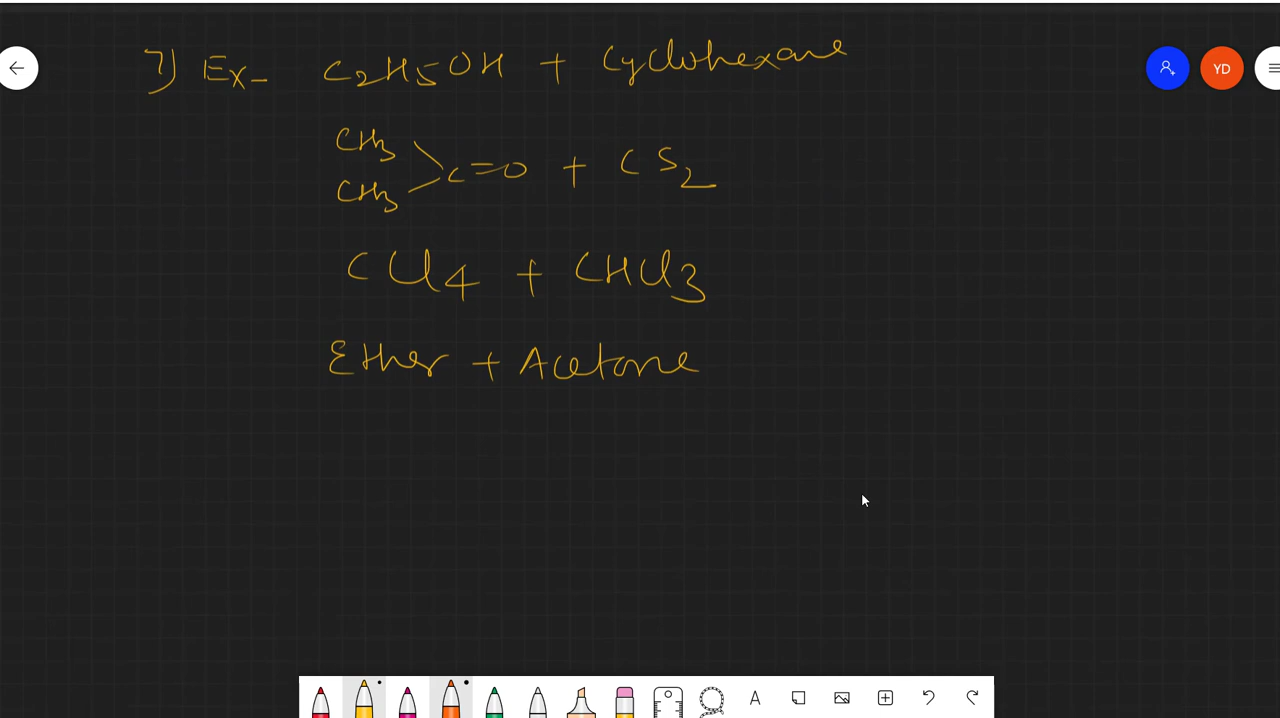 7) Ex- C2H5OH + Cyclohexane YD
CH3
CH3 >C=O + CS2
CCl4 + CHCl3
Ether + Acetone
A